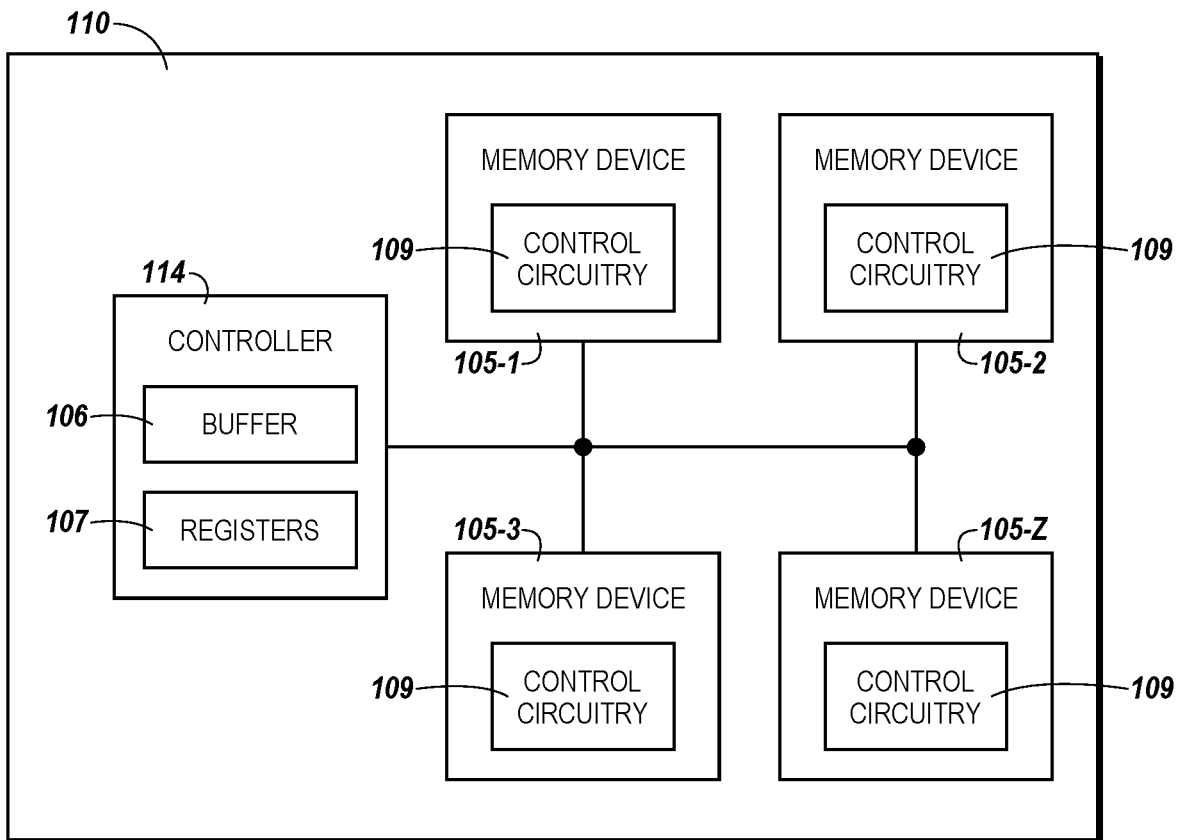 110
MEMORY DEVICE
MEMORY DEVICE
109
CONTROL
CIRCUITRY
CONTROL
CIRCUITRY
109
105-1
105-2
114
CONTROLLER
106
BUFFER
107
REGISTERS
105-3
105-Z
MEMORY DEVICE
MEMORY DEVICE
109
CONTROL
CIRCUITRY
CONTROL
CIRCUITRY
109